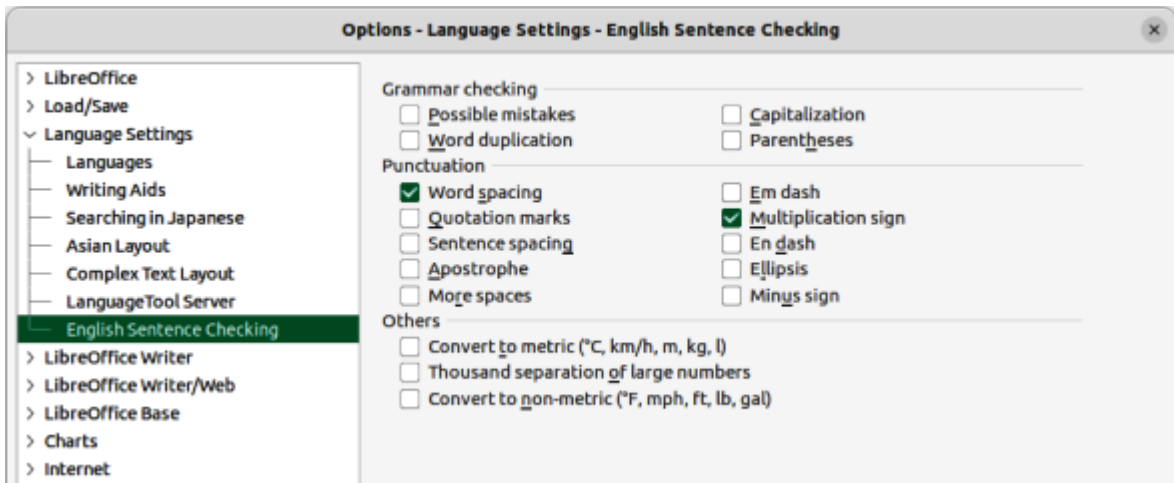 Options - Language Settings - English Sentence Checking
LibreOffice
Load/Save
Language Settings
Languages
Writing Aids
Searching in Japanese
Asian Layout
Complex Text Layout
LanguageTool Server
English Sentence Checking
LibreOffice Writer
LibreOffice Writer/Web
LibreOffice Base
Charts
Internet
Grammar checking
Possible mistakes
Capitalization
Word duplication
Parentheses
Punctuation
Word spacing
Em dash
Quotation marks
Multiplication sign
Sentence spacing
En dash
Apostrophe
Ellipsis
More spaces
Minus sign
Others
Convert to metric (°C, km/h, m, kg, l)
Thousand separation of large numbers
Convert to non-metric (°F, mph, ft, lb, gal)